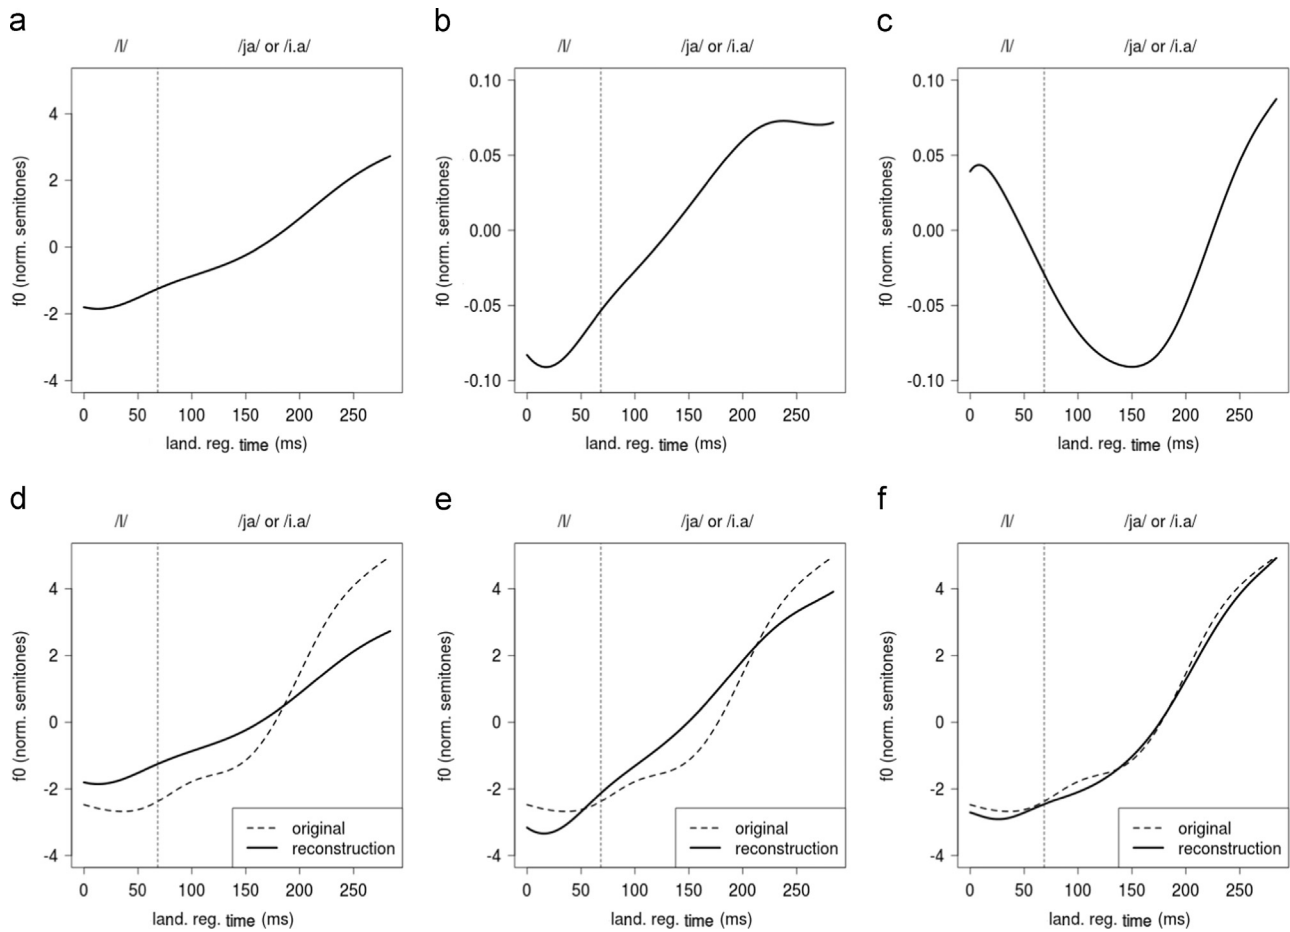 a
/l/ /ja/ or /i.a/
f0 (norm. semitones)
4
2
0
-2
-4
0 50 100 150 200 250
land. reg. time (ms)
b
/l/ /ja/ or /i.a/
f0 (norm. semitones)
0.10
0.05
0.00
-0.05
-0.10
0 50 100 150 200 250
land. reg. time (ms)
c
/l/ /ja/ or /i.a/
f0 (norm. semitones)
0.10
0.05
0.00
-0.05
-0.10
0 50 100 150 200 250
land. reg. time (ms)
d
/l/ /ja/ or /i.a/
f0 (norm. semitones)
4
2
0
-2
-4
original
reconstruction
0 50 100 150 200 250
land. reg. time (ms)
e
/l/ /ja/ or /i.a/
f0 (norm. semitones)
4
2
0
-2
-4
original
reconstruction
0 50 100 150 200 250
land. reg. time (ms)
f
/l/ /ja/ or /i.a/
f0 (norm. semitones)
4
2
0
-2
-4
original
reconstruction
0 50 100 150 200 250
land. reg. time (ms)